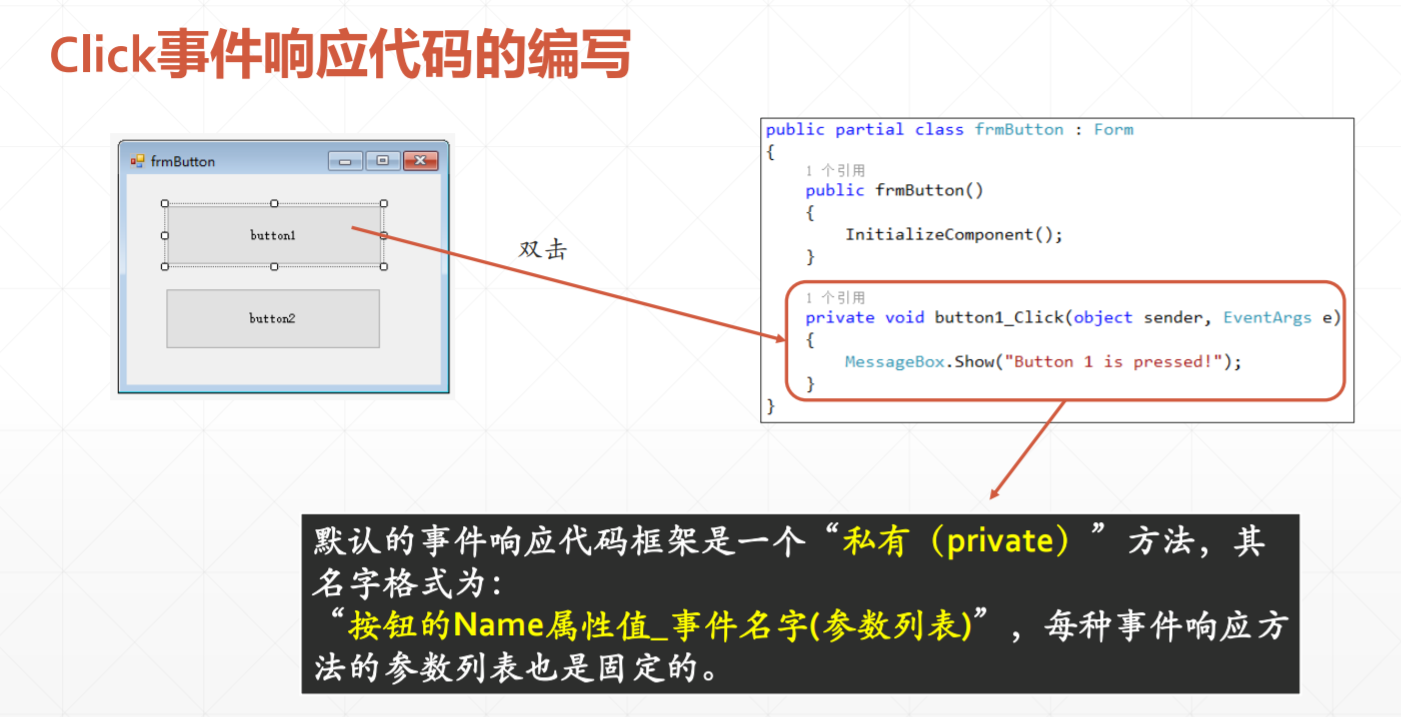 Click事件响应代码的编写
frmButton
button1
button2
双击
public partial class frmButton : Form
{
1 个引用
public frmButton()
{
InitializeComponent();
}
1 个引用
private void button1_Click(object sender, EventArgs e)
{
MessageBox.Show("Button 1 is pressed!");
}
}
默认的事件响应代码框架是一个“私有（private）”方法，其
名字格式为：
“按钮的Name属性值_事件名字(参数列表)”，每种事件响应方
法的参数列表也是固定的。